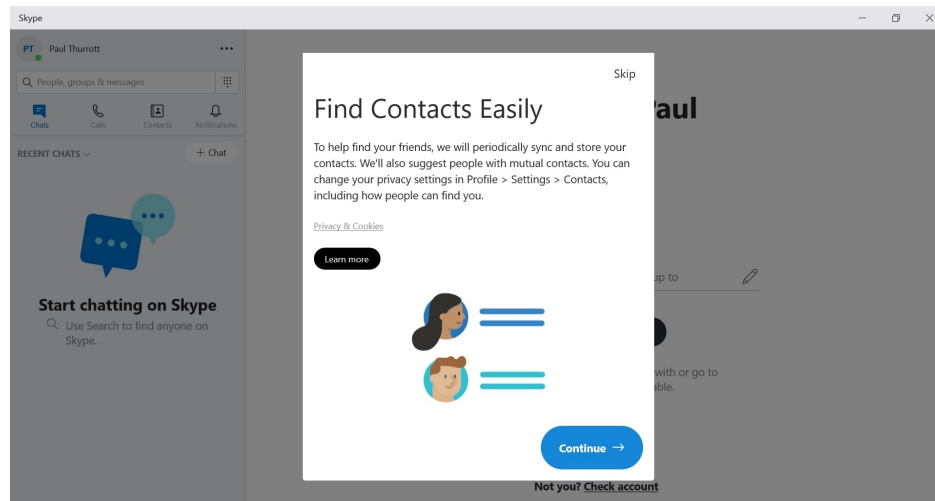 Skype
PT Paul Thurrott
People, groups & messages
Chats Calls Contacts Notifications
RECENT CHATS + Chat
Start chatting on Skype
Use Search to find anyone on
Skype.
Skip
Find Contacts Easily
To help find your friends, we will periodically sync and store your
contacts. We'll also suggest people with mutual contacts. You can
change your privacy settings in Profile > Settings > Contacts,
including how people can find you.
Privacy & Cookies
Learn more
Continue →
aul
up to
with or go to
able.
Not you? Check account